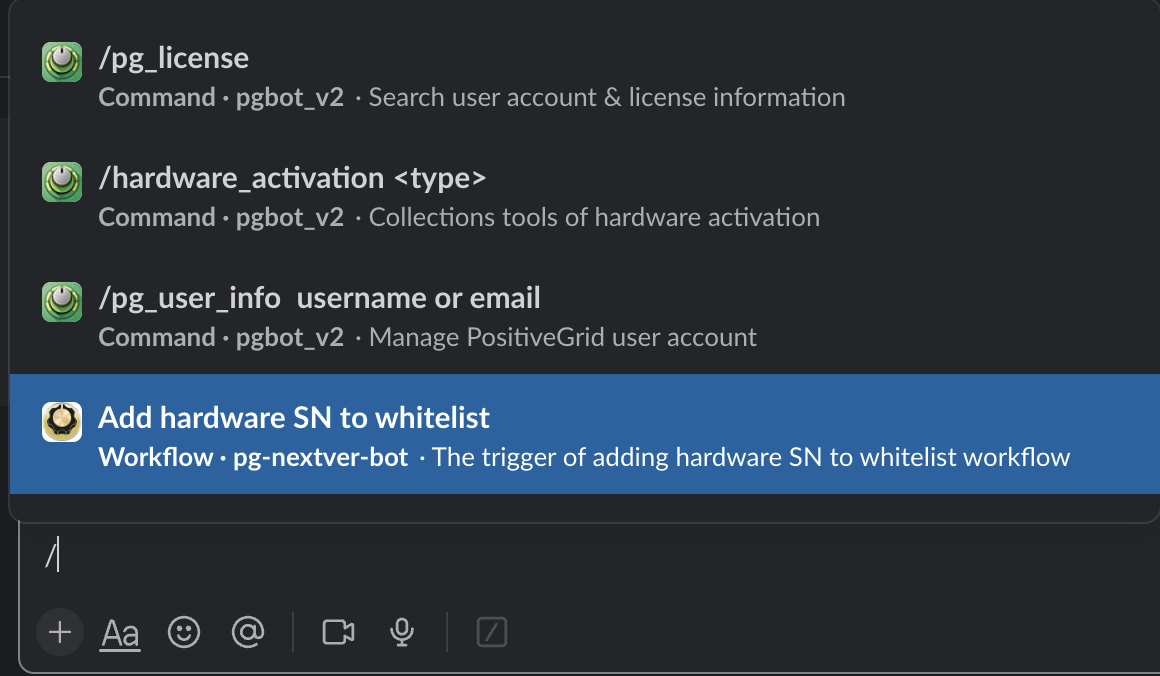 /pg_license
Command · pgbot_v2 · Search user account & license information
/hardware_activation <type>
Command · pgbot_v2 · Collections tools of hardware activation
/pg_user_info  username or email
Command · pgbot_v2 · Manage PositiveGrid user account
Add hardware SN to whitelist
Workflow · pg-nextver-bot · The trigger of adding hardware SN to whitelist workflow
/
Aa